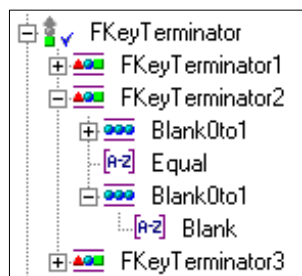 FKeyTerminator
FKeyTerminator1
FKeyTerminator2
Blank0to1
[A-Z] Equal
Blank0to1
[A-Z] Blank
FKeyTerminator3